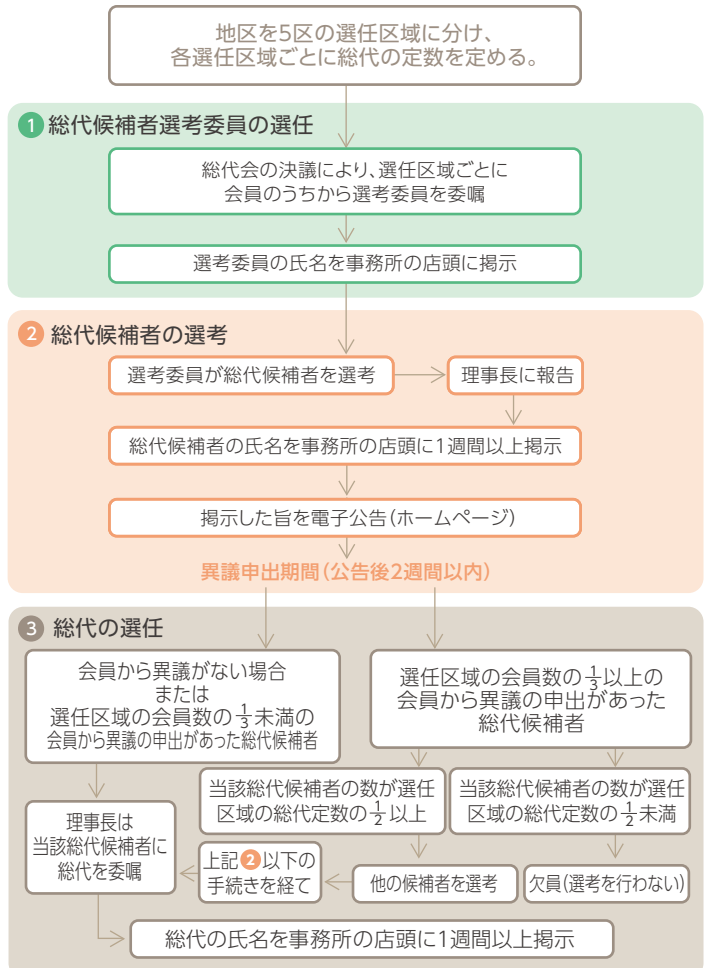 地区を5区の選任区域に分け、
各選任区域ごとに総代の定数を定める。
1 総代候補者選考委員の選任
総代会の決議により、選任区域ごとに
会員のうちから選考委員を委嘱
選考委員の氏名を事務所の店頭に掲示
2 総代候補者の選考
選考委員が総代候補者を選考
理事長に報告
総代候補者の氏名を事務所の店頭に1週間以上掲示
掲示した旨を電子公告(ホームページ)
異議申出期間(公告後2週間以内)
3 総代の選任
会員から異議がない場合
または
選任区域の会員数の1/3未満の
会員から異議の申出があった総代候補者
選任区域の会員数の1/3以上の
会員から異議の申出があった
総代候補者
当該総代候補者の数が選任
区域の総代定数の1/2以上
当該総代候補者の数が選任
区域の総代定数の1/2未満
理事長は
当該総代候補者に
総代を委嘱
上記2以下の
手続きを経て
他の候補者を選考
欠員(選考を行わない)
総代の氏名を事務所の店頭に1週間以上掲示